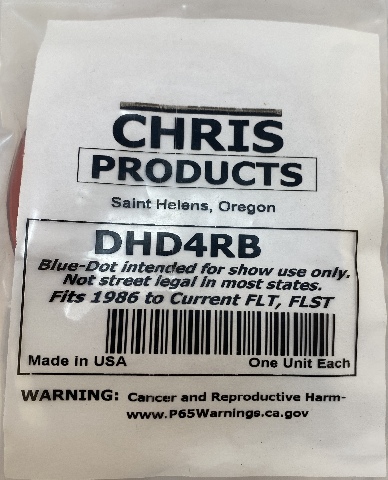 CHRIS
PRODUCTS
Saint Helens, Oregon
DHD4RB
Blue-Dot intended for show use only.
Not street legal in most states.
Fits 1986 to Current FLT, FLST
Made in USA One Unit Each
WARNING: Cancer and Reproductive Harm-
www.P65Warnings.ca.gov